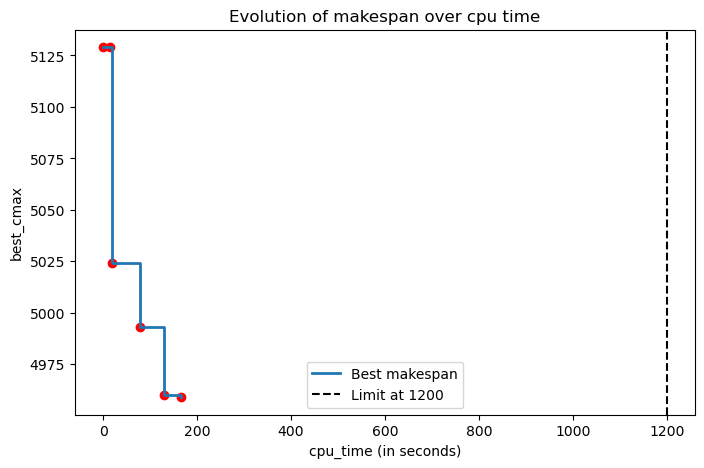 Evolution of makespan over cpu time
best_cmax
5125
5100
5075
5050
5025
5000
4975
Best makespan
Limit at 1200
0 200 400 600 800 1000 1200
cpu_time (in seconds)